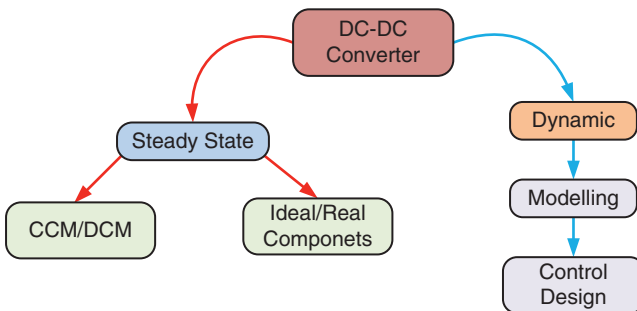 DC-DC
Converter
Steady State
Dynamic
CCM/DCM
Ideal/Real
Componets
Modelling
Control
Design